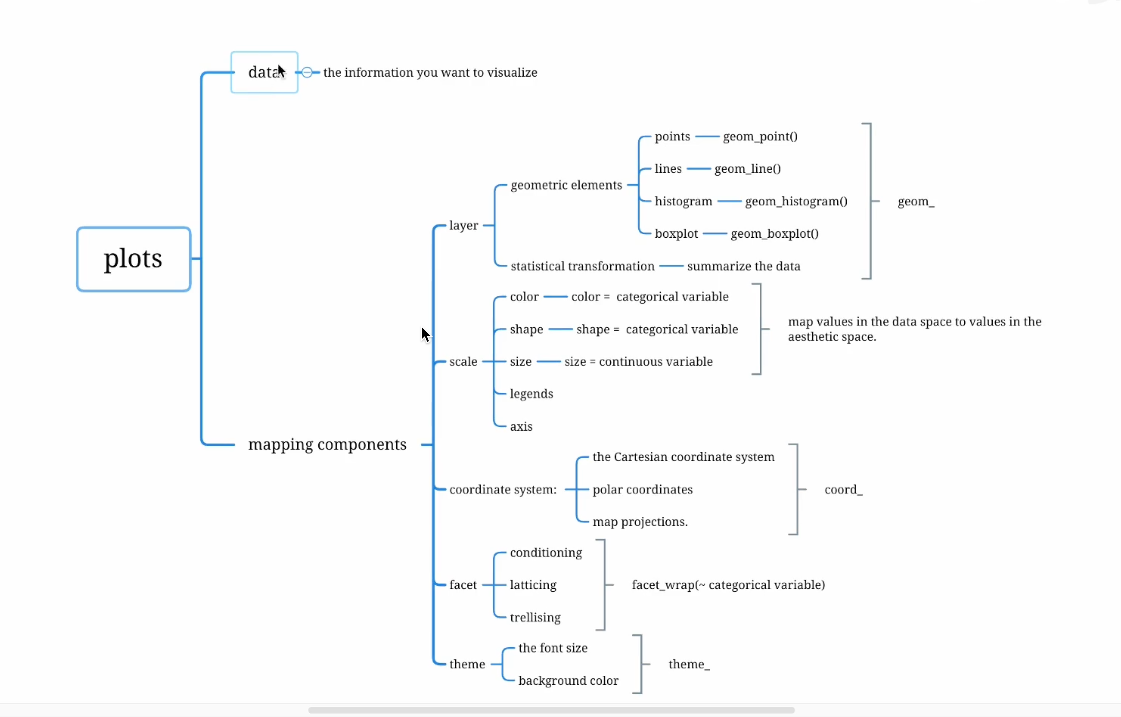 data
the information you want to visualize
plots
mapping components
layer
geometric elements
points
geom_point()
lines
geom_line()
histogram
geom_histogram()
boxplot
geom_boxplot()
geom_
statistical transformation
summarize the data
scale
color
color = categorical variable
shape
shape = categorical variable
size
size = continuous variable
legends
axis
map values in the data space to values in the
aesthetic space.
coordinate system:
the Cartesian coordinate system
polar coordinates
map projections.
coord_
facet
conditioning
latticing
trellising
facet_wrap(~ categorical variable)
theme
the font size
background color
theme_